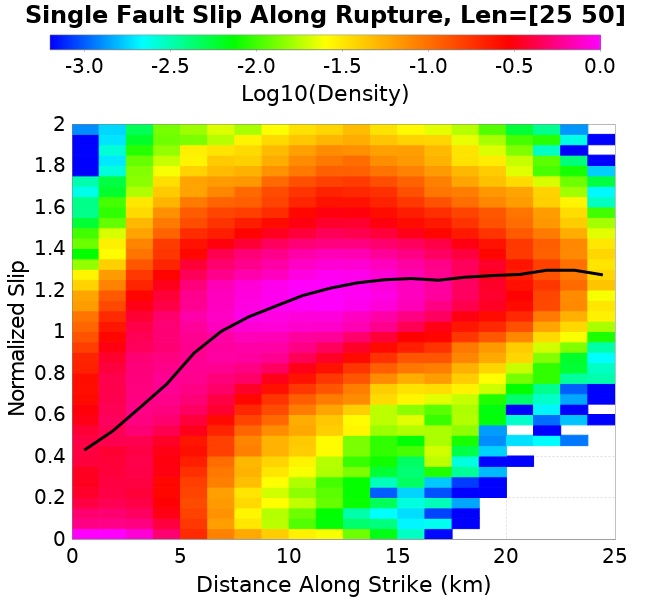 Single Fault Slip Along Rupture, Len=[25 50]
-3.0 -2.5 -2.0 -1.5 -1.0 -0.5 0.0
Log10(Density)
2
1.8
1.6
1.4
1.2
1
0.8
0.6
0.4
0.2
0
Normalized Slip
0 5 10 15 20 25
Distance Along Strike (km)